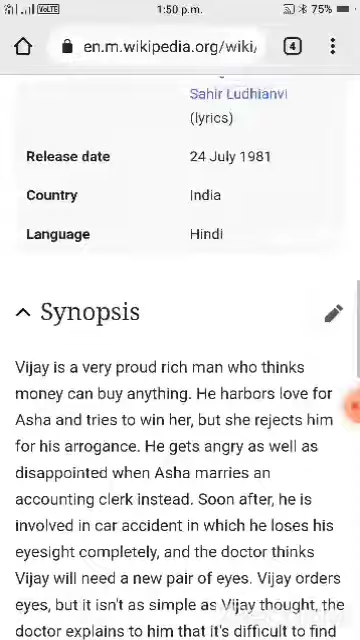 VoLTE 1:50 p.m. 75%
en.m.wikipedia.org/wiki/ 4
Sahir Ludhianvi
(lyrics)
Release date 24 July 1981
Country India
Language Hindi
Synopsis
Vijay is a very proud rich man who thinks
money can buy anything. He harbors love for
Asha and tries to win her, but she rejects him
for his arrogance. He gets angry as well as
disappointed when Asha marries an
accounting clerk instead. Soon after, he is
involved in car accident in which he loses his
eyesight completely, and the doctor thinks
Vijay will need a new pair of eyes. Vijay orders
eyes, but it isn't as simple as Vijay thought, the
doctor explains to him that it's difficult to find